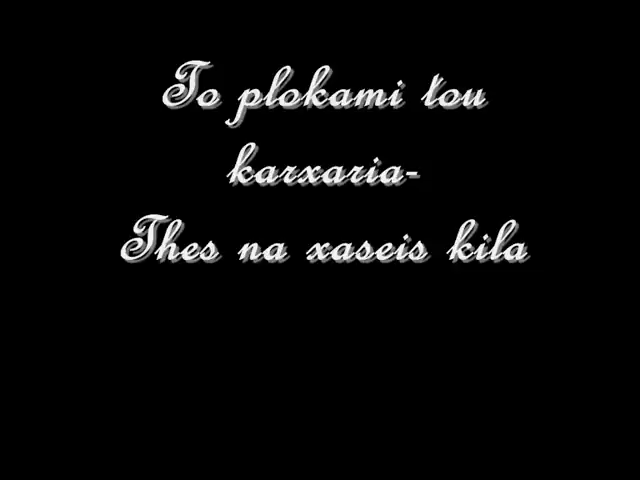 To plokami tou
karxaria-
Thes na xaseis kila